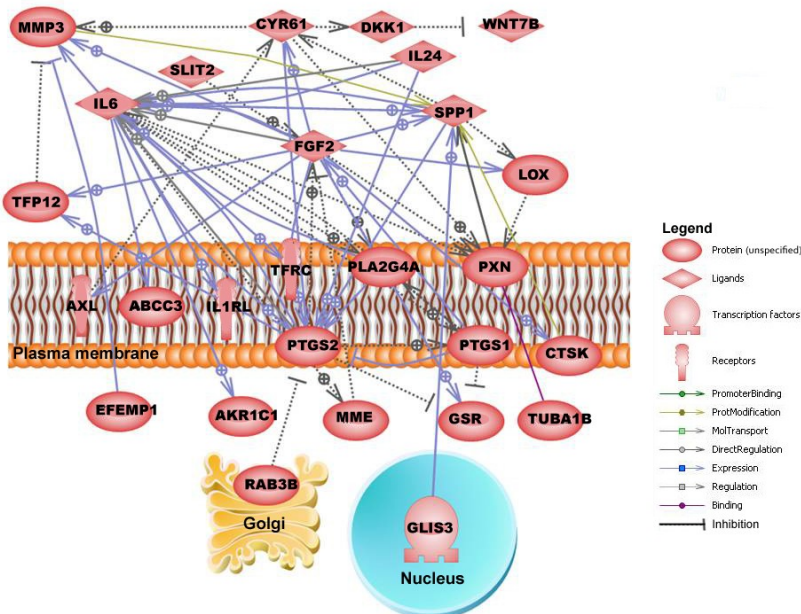 MMP3
CYR61
DKK1
WNT7B
IL24
SLIT2
IL6
SPP1
FGF2
LOX
TFP12
TFRC
PLA2G4A
PXN
AXL
ABCC3
IL1RL
PTGS2
PTGS1
CTSK
Plasma membrane
EFEMP1
AKR1C1
MME
GSR
TUBA1B
RAB3B
Golgi
GLIS3
Nucleus
Legend
Protein (unspecified)
Ligands
Transcription factors
Receptors
PromoterBinding
ProtModification
MolTransport
DirectRegulation
Expression
Regulation
Binding
Inhibition